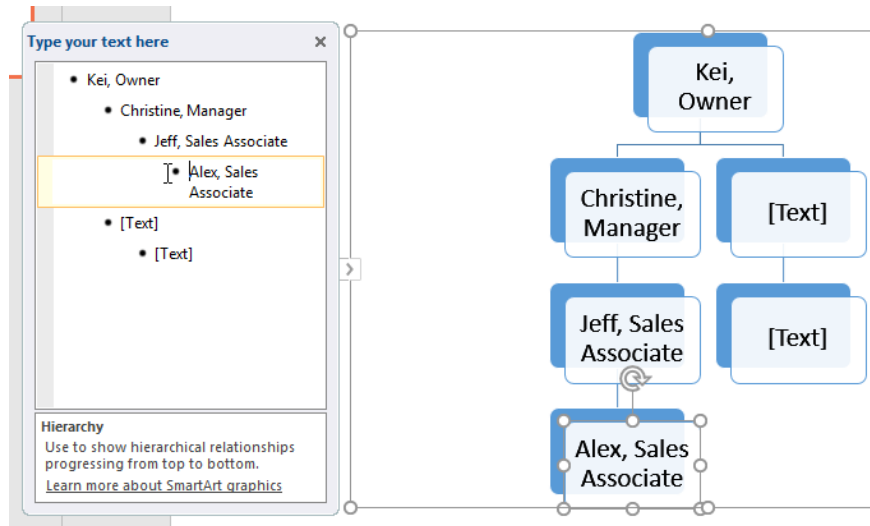 Type your text here
Kei, Owner
Christine, Manager
Jeff, Sales Associate
Alex, Sales
Associate
[Text]
[Text]
Hierarchy
Use to show hierarchical relationships
progressing from top to bottom.
Learn more about SmartArt graphics
Kei,
Owner
Christine,
Manager
[Text]
Jeff, Sales
Associate
[Text]
Alex, Sales
Associate